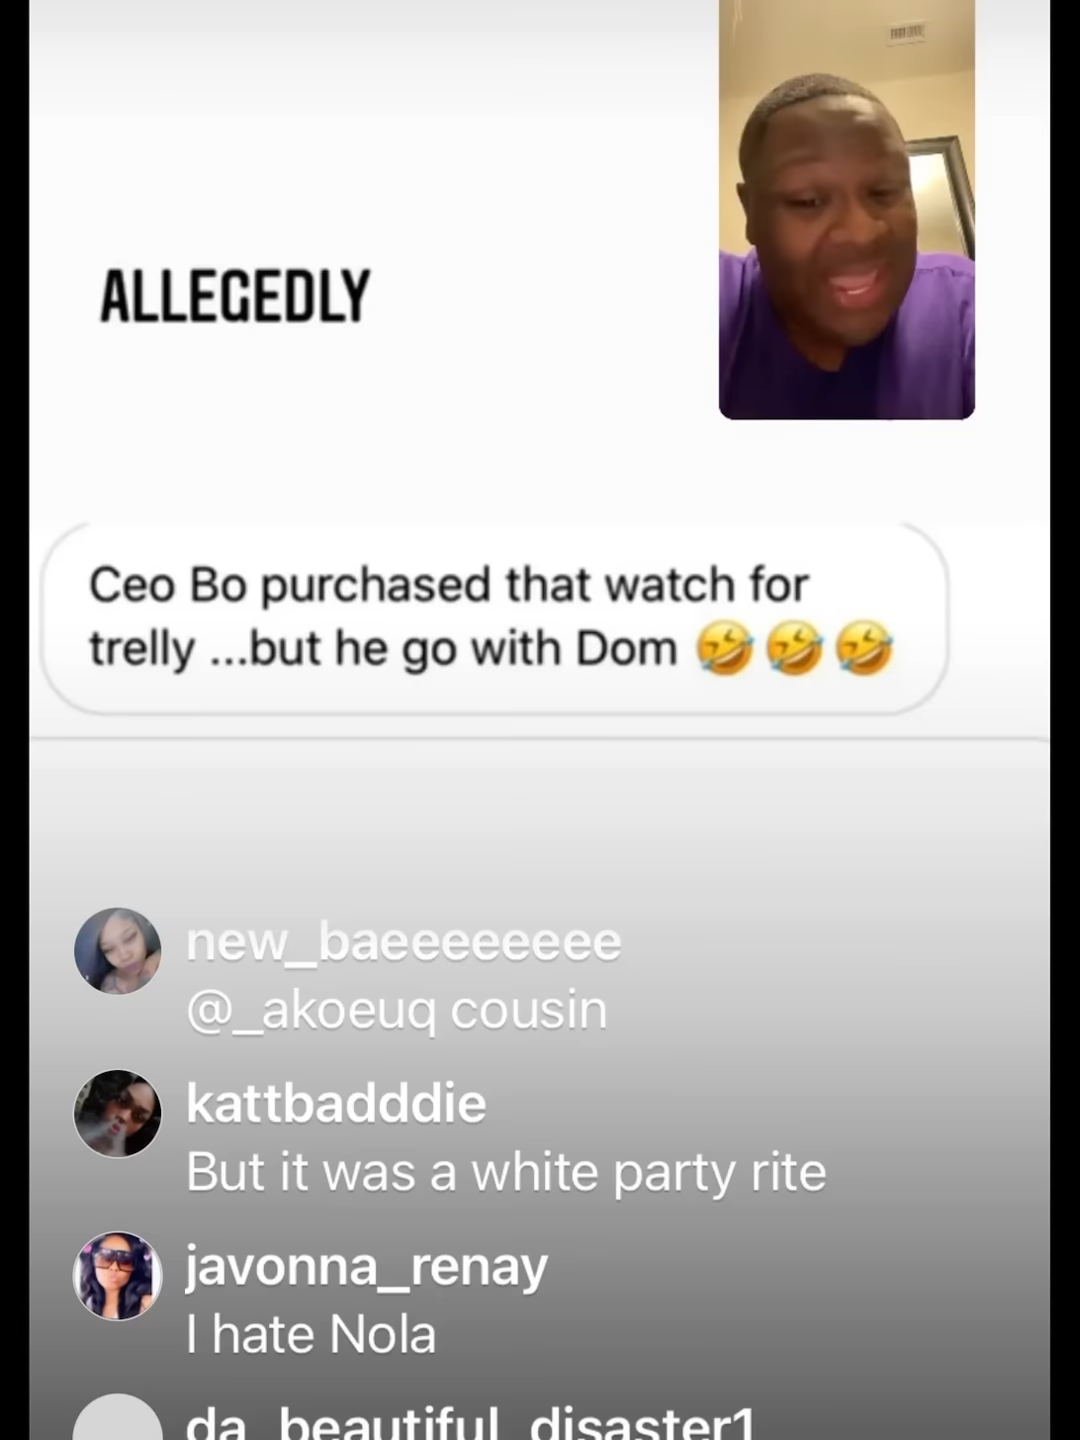 ALLEGEDLY
Ceo Bo purchased that watch for
trelly ...but he go with Dom 🤣🤣🤣
new_baeeeeeeee
@_akoeuq cousin
kattbadddie
But it was a white party rite
javonna_renay
I hate Nola
da_beautiful_disaster1